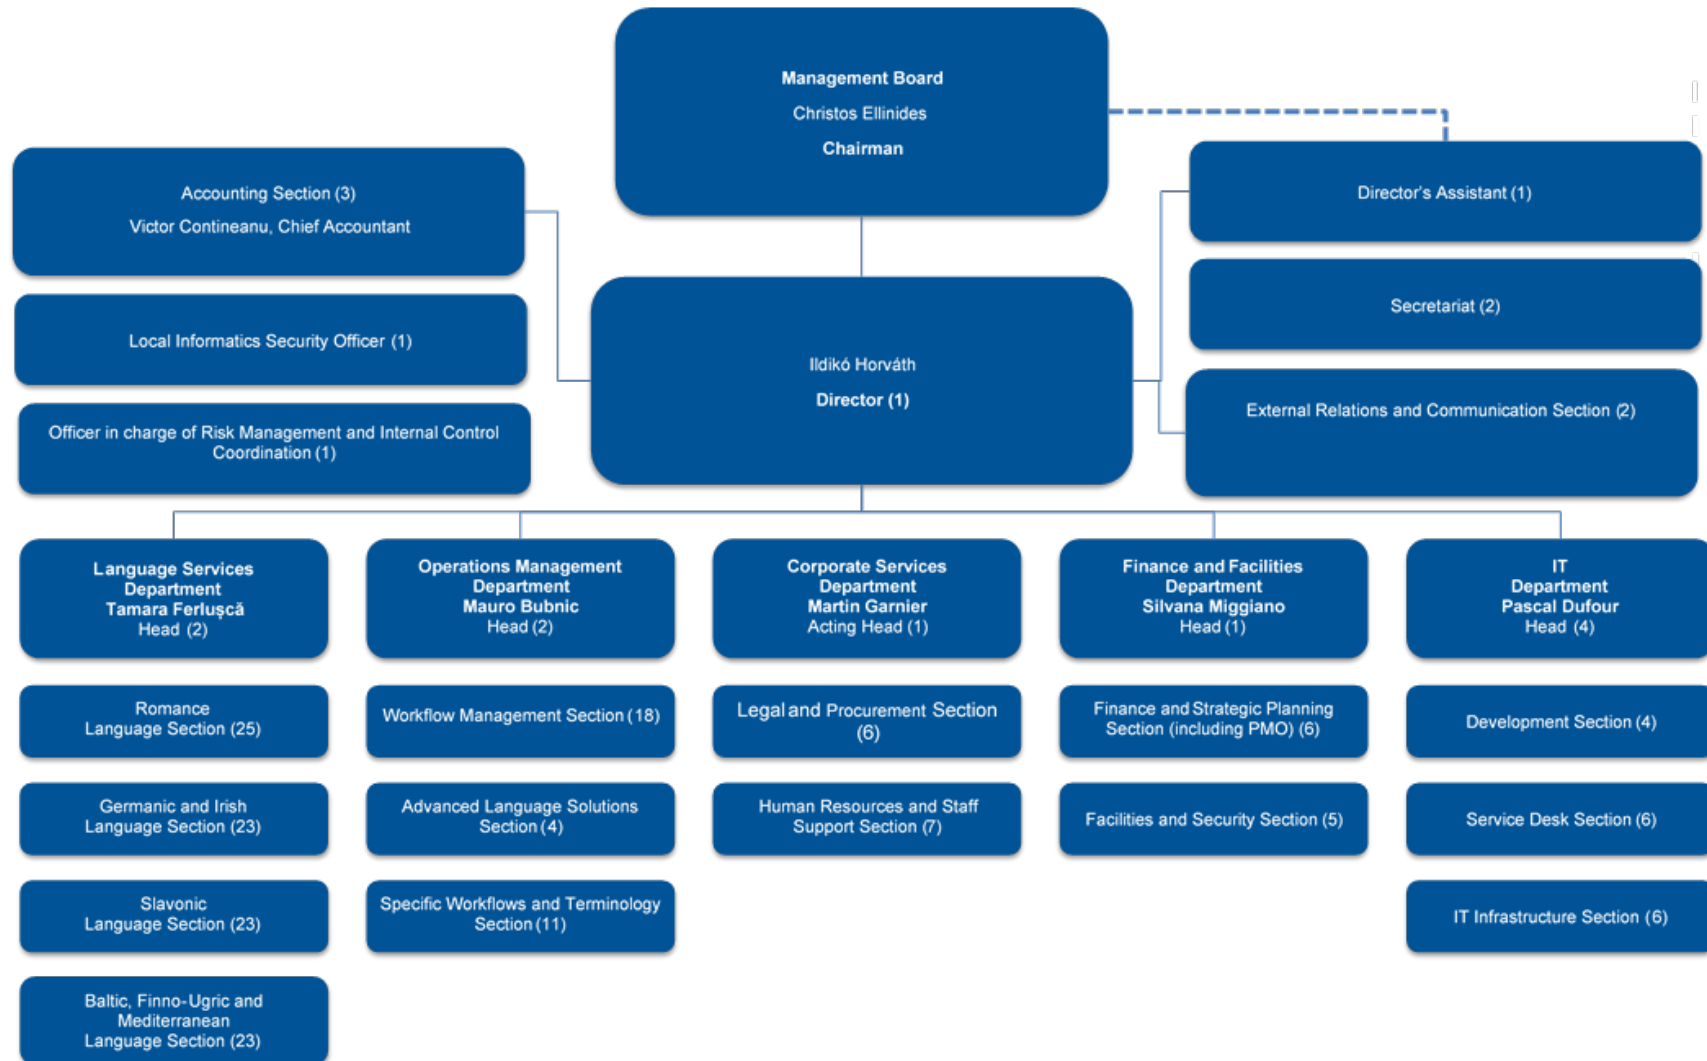 Management Board
Christos Ellinides
Chairman
Accounting Section (3)
Victor Contineanu, Chief Accountant
Director's Assistant (1)
Local Informatics Security Officer (1)
Secretariat (2)
Ildikó Horváth
Director (1)
Officer in charge of Risk Management and Internal Control
Coordination (1)
External Relations and Communication Section (2)
Language Services
Department
Tamara Ferlușcă
Head (2)
Operations Management
Department
Mauro Bubnic
Head (2)
Corporate Services
Department
Martin Garnier
Acting Head (1)
Finance and Facilities
Department
Silvana Miggiano
Head (1)
IT
Department
Pascal Dufour
Head (4)
Romance
Language Section (25)
Workflow Management Section (18)
Legal and Procurement Section
(6)
Finance and Strategic Planning
Section (including PMO) (6)
Development Section (4)
Germanic and Irish
Language Section (23)
Advanced Language Solutions
Section (4)
Human Resources and Staff
Support Section (7)
Facilities and Security Section (5)
Service Desk Section (6)
Slavonic
Language Section (23)
Specific Workflows and Terminology
Section (11)
IT Infrastructure Section (6)
Baltic, Finno-Ugric and
Mediterranean
Language Section (23)